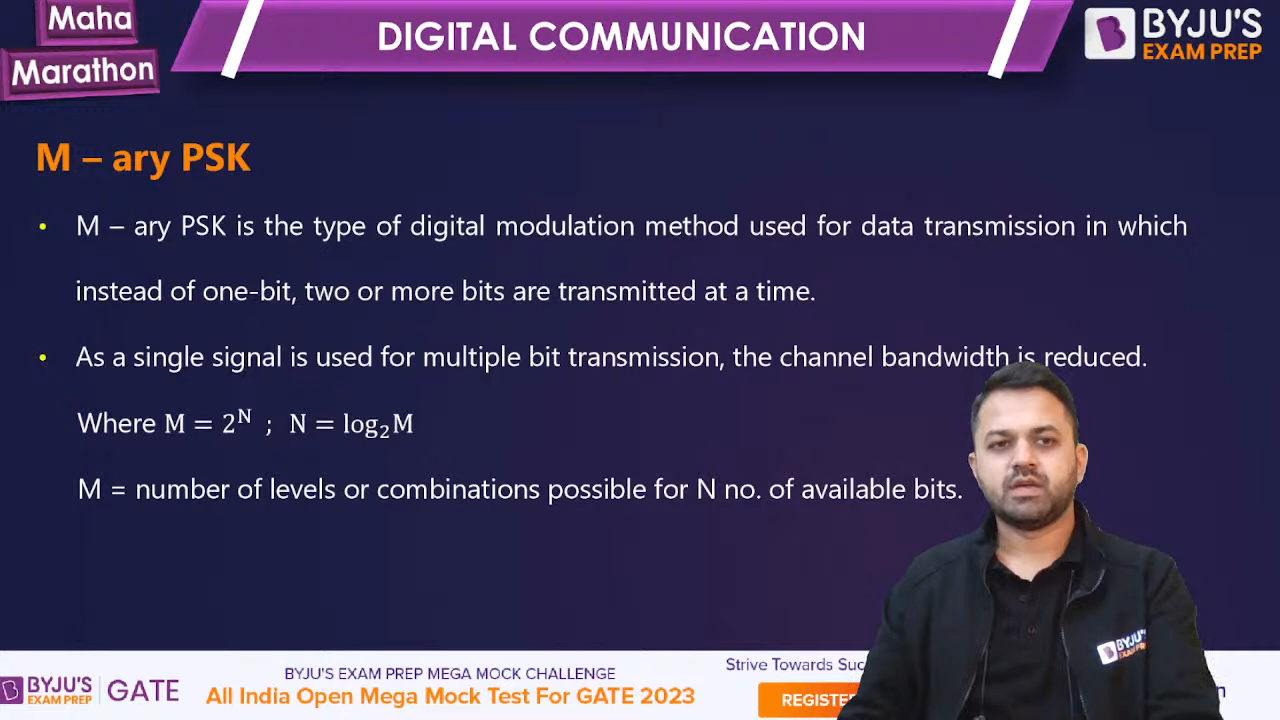 Maha
Marathon
DIGITAL COMMUNICATION
BYJU'S
EXAM PREP
M – ary PSK
• M – ary PSK is the type of digital modulation method used for data transmission in which
instead of one-bit, two or more bits are transmitted at a time.
• As a single signal is used for multiple bit transmission, the channel bandwidth is reduced.
Where M = 2^N ; N = log₂M
M = number of levels or combinations possible for N no. of available bits.
BYJU'S
EXAM PREP
BYJU'S
EXAM PREP
GATE
BYJU'S EXAM PREP MEGA MOCK CHALLENGE
All India Open Mega Mock Test For GATE 2023
Strive Towards